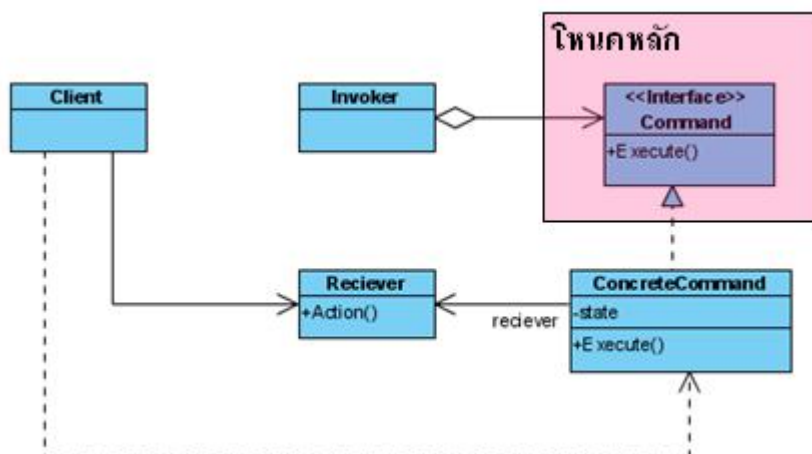 โหนดหลัก
Client
Invoker
<<Interface>>
Command
+Execute()
Reciever
+Action()
reciever
ConcreteCommand
-state
+Execute()